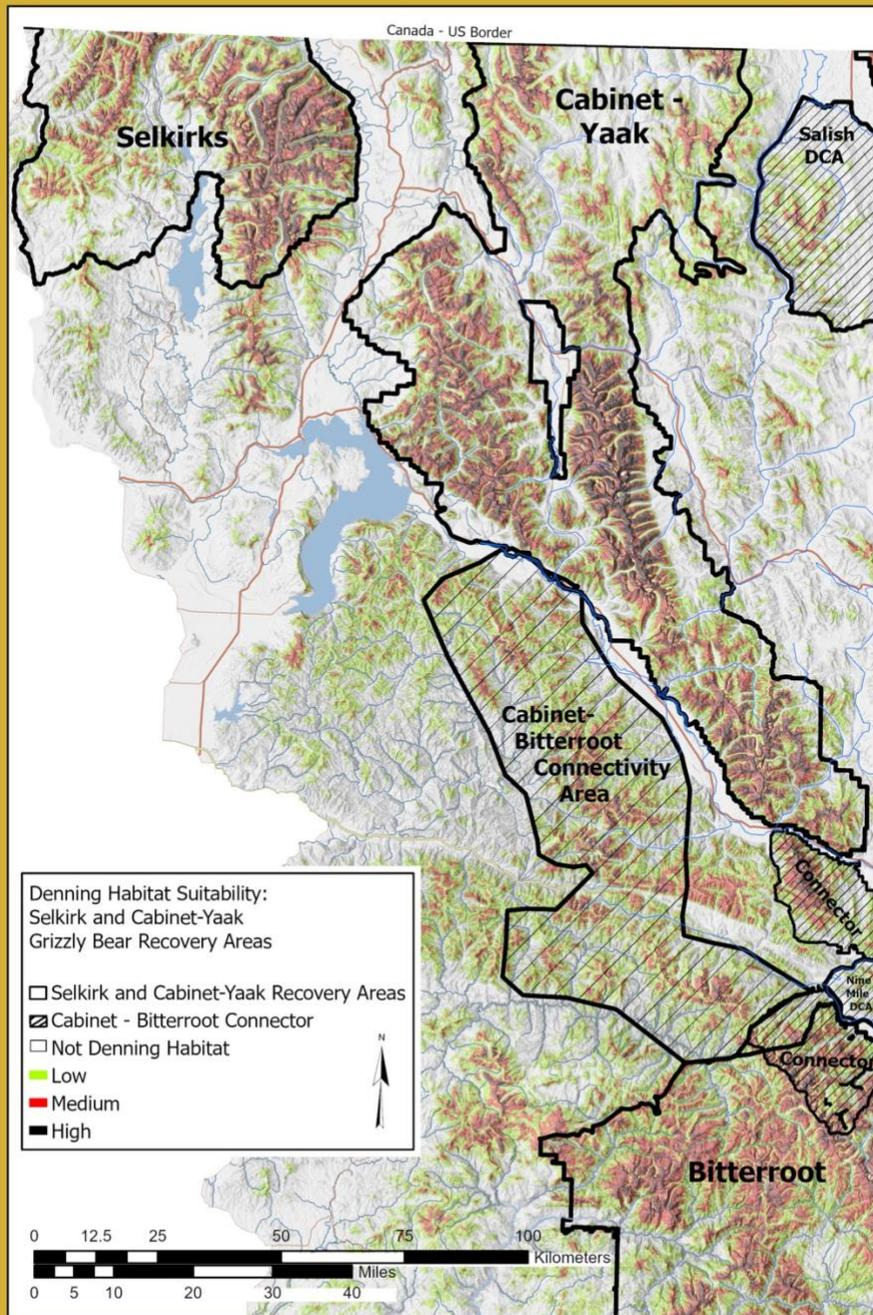 Canada - US Border
Selkirks
Cabinet -
Yaak
Salish
DCA
Cabinet-
Bitterroot
Connectivity
Area
Connector
Nine
Mile
DCA
Connector
Bitterroot
Denning Habitat Suitability:
Selkirk and Cabinet-Yaak
Grizzly Bear Recovery Areas
Selkirk and Cabinet-Yaak Recovery Areas
Cabinet - Bitterroot Connector
Not Denning Habitat
Low
Medium
High
N
0 12.5 25 50 75 100
Kilometers
Miles
0 5 10 20 30 40